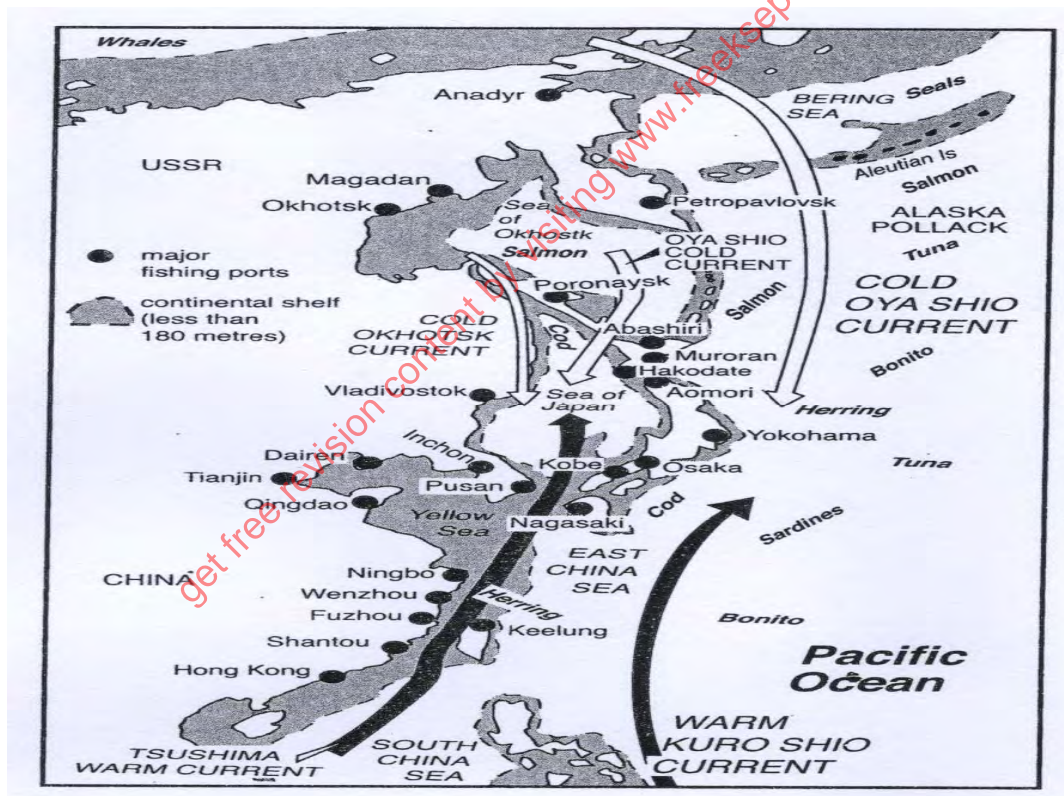 Whales
Anadyr
BERING
SEA
Seals
USSR
Aleutian Is
Magadan
Salmon
Okhotsk
Sea
of
Okhostk
Petropavlovsk
ALASKA
POLLACK
Salmon
OYA SHIO
COLD
CURRENT
Tuna
major
fishing ports
Poronaysk
Salmon
COLD
OYA SHIO
CURRENT
continental shelf
(less than
180 metres)
COLD
OKHOTSK
CURRENT
Cod
Abashiri
Muroran
Hakodate
Bonito
Vladivostok
Sea of
Japan
Aomori
Herring
Inchon
Yokohama
Dairen
Kobe
Osaka
Tuna
Tianjin
Pusan
Qingdao
Yellow
Sea
Nagasaki
Cod
Sardines
EAST
CHINA
SEA
CHINA
Ningbo
Wenzhou
Herring
Fuzhou
Keelung
Bonito
Shantou
Hong Kong
Pacific
Ocean
TSUSHIMA
WARM CURRENT
SOUTH
CHINA
SEA
WARM
KURO SHIO
CURRENT
get free revision content by visiting www.freeksep